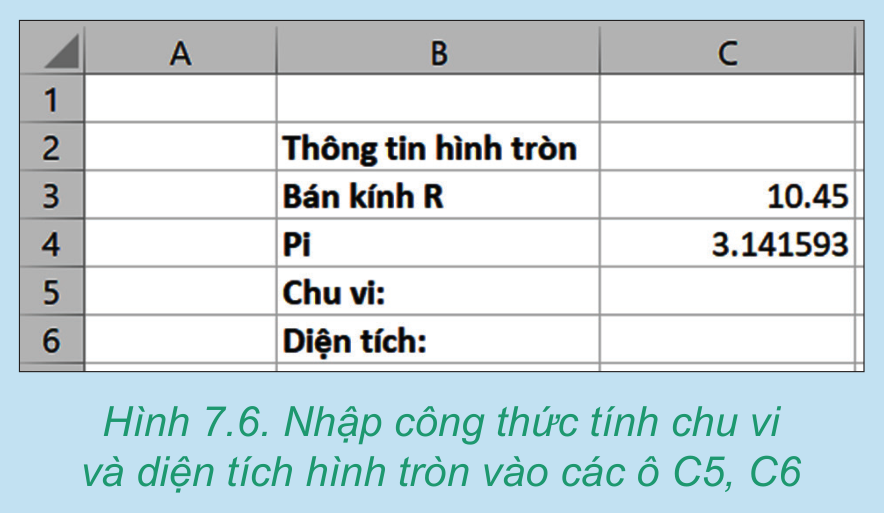 A B C
1
2 Thông tin hình tròn
3 Bán kính R 10.45
4 Pi 3.141593
5 Chu vi:
6 Diện tích:
Hình 7.6. Nhập công thức tính chu vi
và diện tích hình tròn vào các ô C5, C6